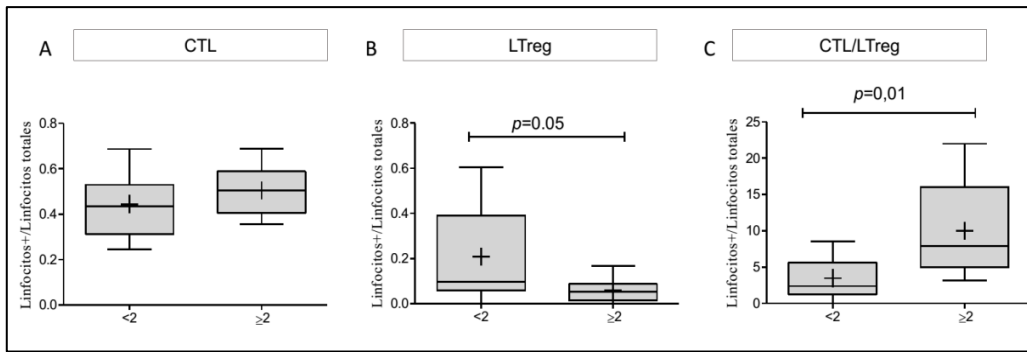 A
CTL
Linfocitos+/Linfocitos totales
0.8
0.6
0.4
0.2
0.0
<2
≥2
B
LTreg
p=0.05
Linfocitos+/Linfocitos totales
0.8
0.6
0.4
0.2
0.0
<2
≥2
C
CTL/LTreg
p=0,01
Linfocitos+/Linfocitos totales
25
20
15
10
5
0
<2
≥2